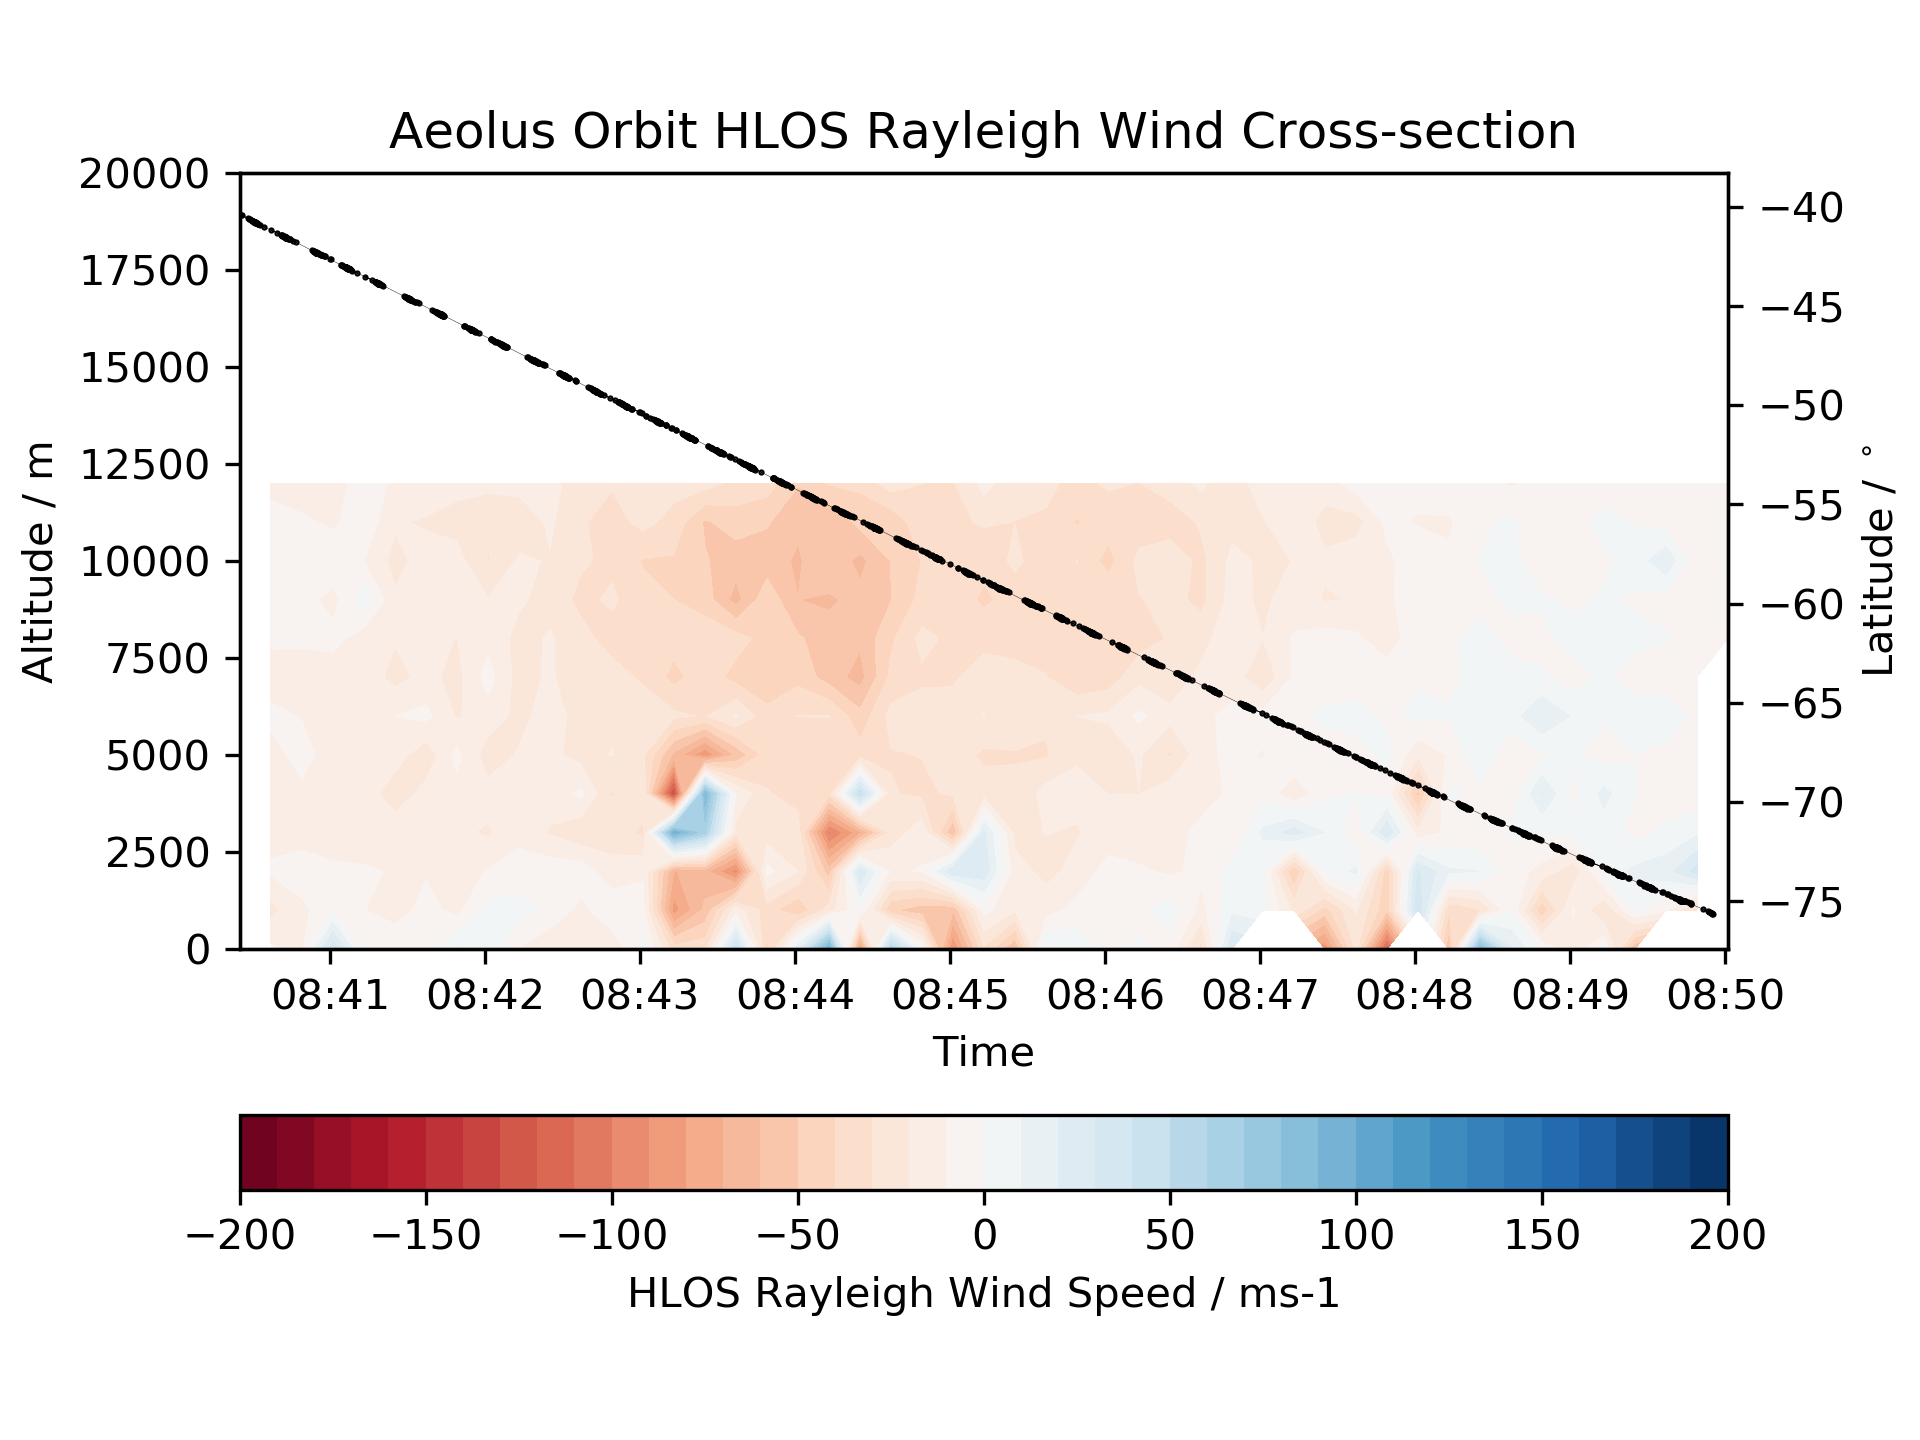 Aeolus Orbit HLOS Rayleigh Wind Cross-section
20000
17500
15000
12500
10000
7500
5000
2500
0
Altitude / m
−40
−45
−50
−55
−60
−65
−70
−75
Latitude / °
08:41 08:42 08:43 08:44 08:45 08:46 08:47 08:48 08:49 08:50
Time
−200 −150 −100 −50 0 50 100 150 200
HLOS Rayleigh Wind Speed / ms-1